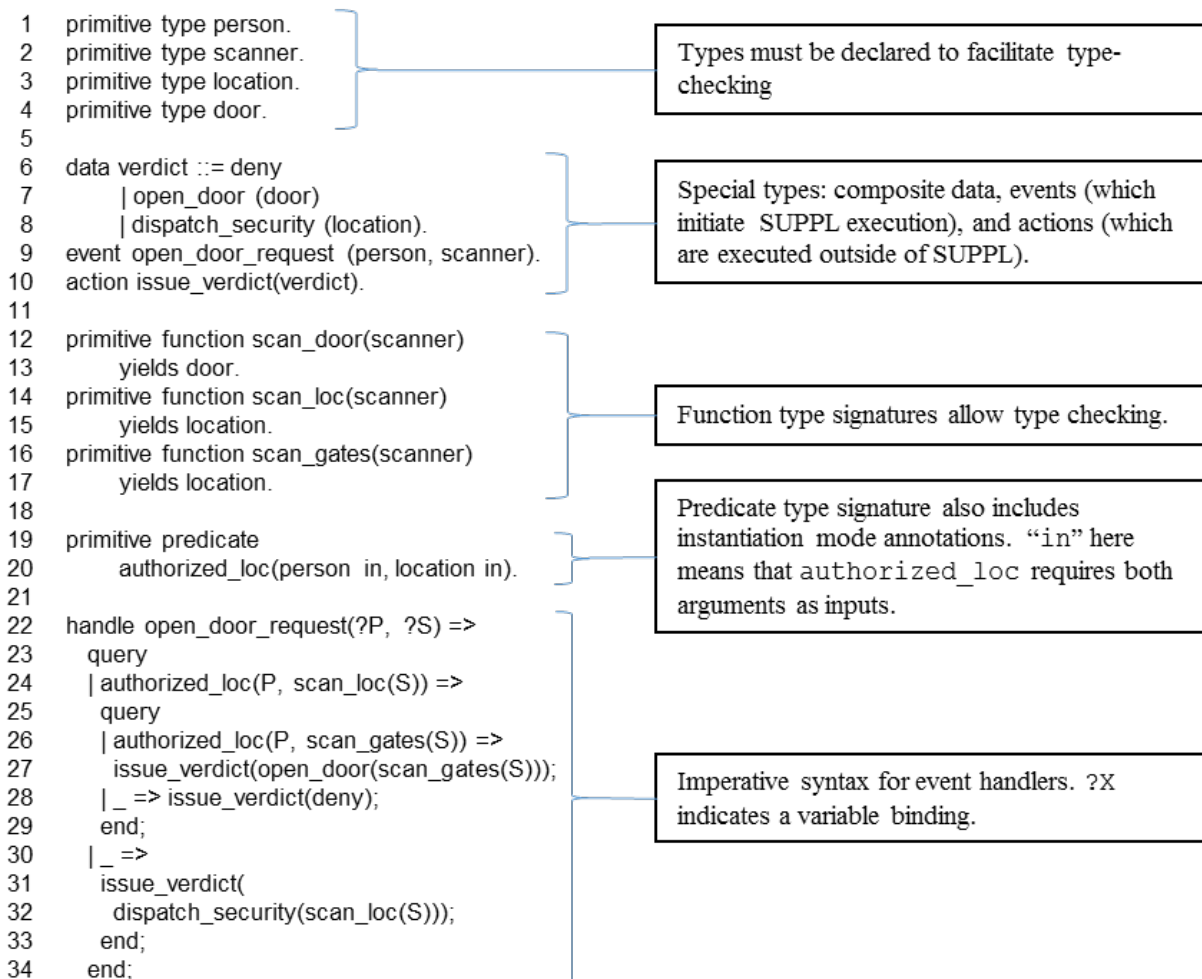 1 primitive type person.
2 primitive type scanner.
3 primitive type location.
4 primitive type door.
5
6 data verdict ::= deny
7 | open_door (door)
8 | dispatch_security (location).
9 event open_door_request (person, scanner).
10 action issue_verdict(verdict).
11
12 primitive function scan_door(scanner)
13 yields door.
14 primitive function scan_loc(scanner)
15 yields location.
16 primitive function scan_gates(scanner)
17 yields location.
18
19 primitive predicate
20 authorized_loc(person in, location in).
21
22 handle open_door_request(?P, ?S) =>
23 query
24 | authorized_loc(P, scan_loc(S)) =>
25 query
26 | authorized_loc(P, scan_gates(S)) =>
27 issue_verdict(open_door(scan_gates(S)));
28 | _ => issue_verdict(deny);
29 end;
30 | _ =>
31 issue_verdict(
32 dispatch_security(scan_loc(S)));
33 end;
34 end;
Types must be declared to facilitate type-
checking
Special types: composite data, events (which
initiate SUPPL execution), and actions (which
are executed outside of SUPPL).
Function type signatures allow type checking.
Predicate type signature also includes
instantiation mode annotations. “in” here
means that authorized_loc requires both
arguments as inputs.
Imperative syntax for event handlers. ?X
indicates a variable binding.